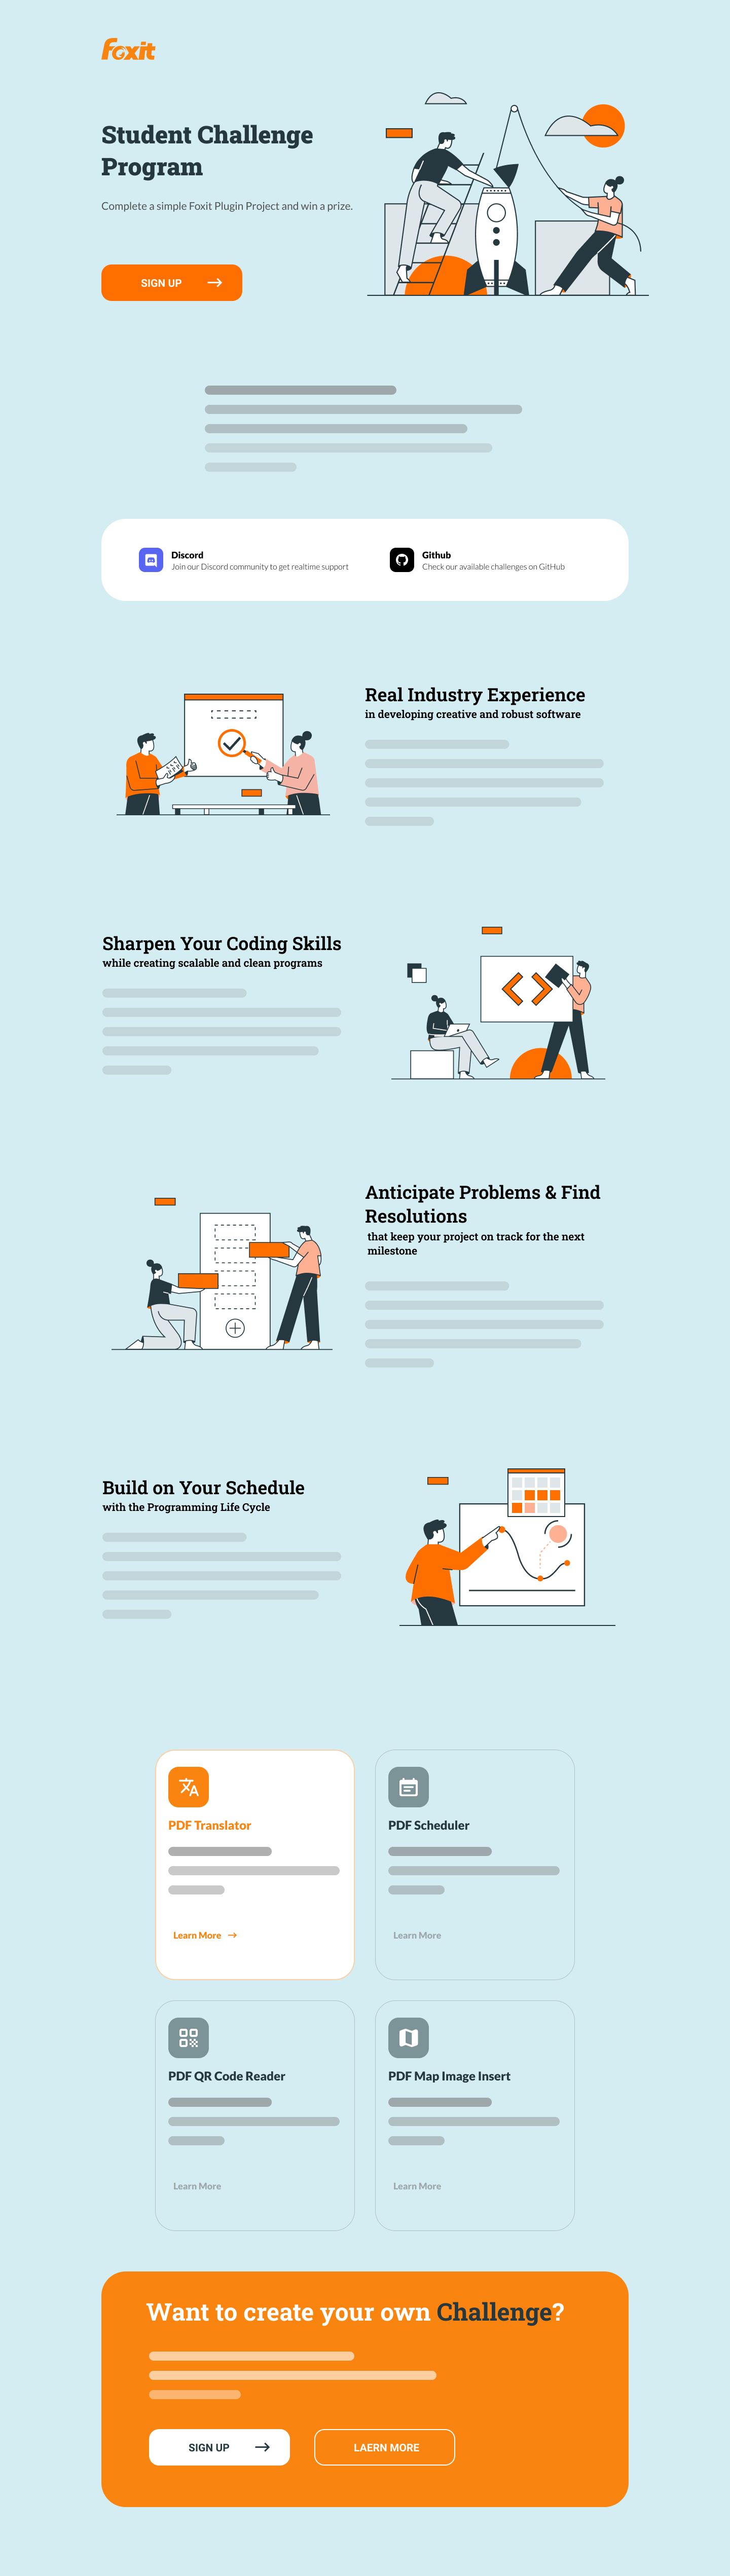 Foxit
Student Challenge
Program
Complete a simple Foxit Plugin Project and win a prize.
SIGN UP
Discord
Join our Discord community to get realtime support
Github
Check our available challenges on GitHub
Real Industry Experience
in developing creative and robust software
Sharpen Your Coding Skills
while creating scalable and clean programs
Anticipate Problems & Find
Resolutions
that keep your project on track for the next
milestone
Build on Your Schedule
with the Programming Life Cycle
PDF Translator
Learn More
PDF Scheduler
Learn More
PDF QR Code Reader
Learn More
PDF Map Image Insert
Learn More
Want to create your own Challenge?
SIGN UP
LAERN MORE